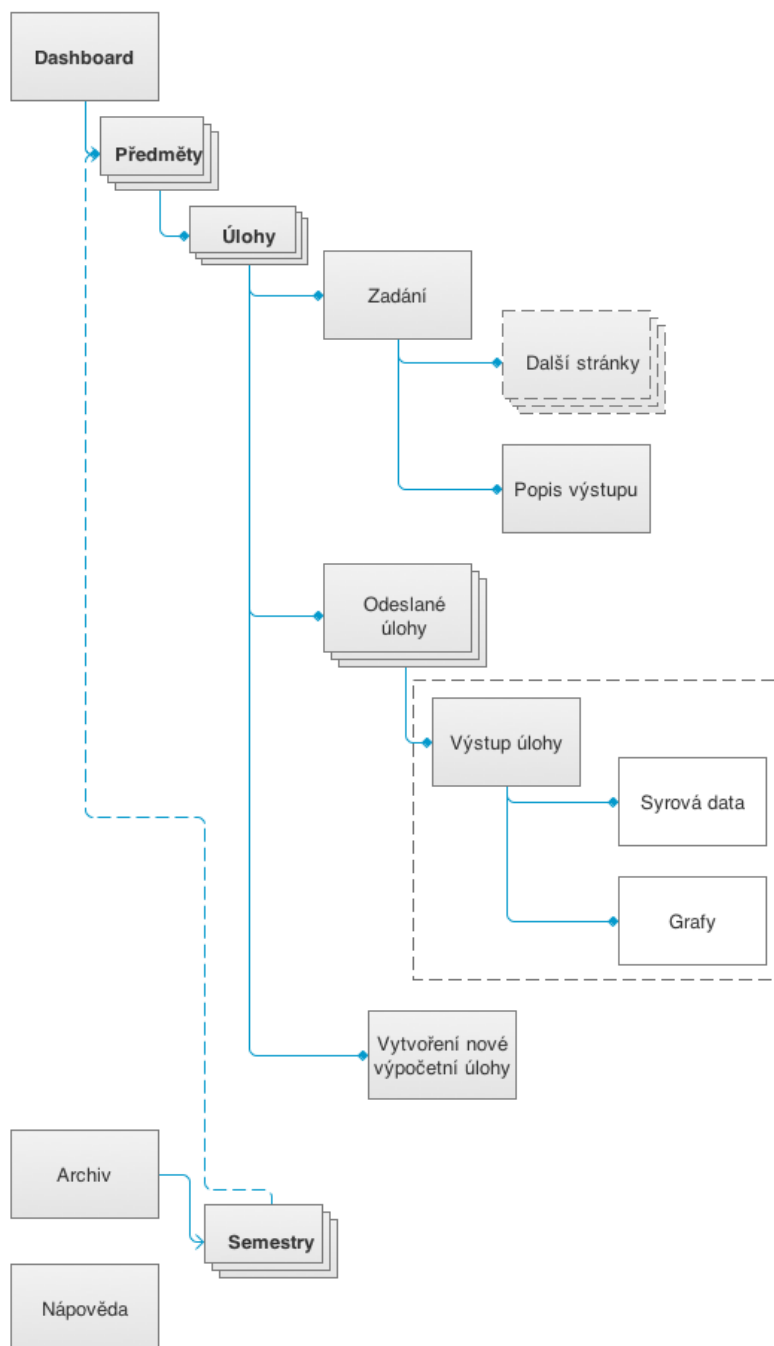 Dashboard
Předměty
Úlohy
Zadání
Další stránky
Popis výstupu
Odeslané
úlohy
Výstup úlohy
Syrová data
Grafy
Vytvoření nové
výpočetní úlohy
Archiv
Semestry
Nápověda